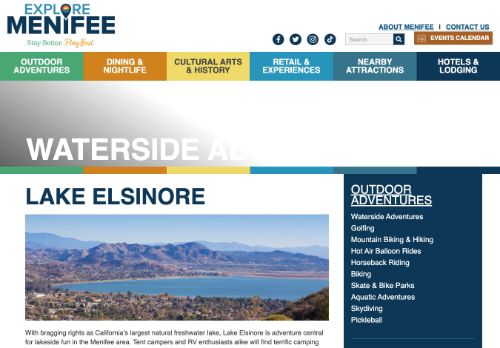 EXPLORE
MENIFEE
Stay Better. Play Best.
ABOUT MENIFEE | CONTACT US
Search
EVENTS CALENDAR
OUTDOOR
ADVENTURES
DINING &
NIGHTLIFE
CULTURAL ARTS
& HISTORY
RETAIL &
EXPERIENCES
NEARBY
ATTRACTIONS
HOTELS &
LODGING
WATERSIDE AD
LAKE ELSINORE
With bragging rights as California's largest natural freshwater lake, Lake Elsinore is adventure central
for lakeside fun in the Menifee area. Tent campers and RV enthusiasts alike will find terrific camping
OUTDOOR
ADVENTURES
Waterside Adventures
Golfing
Mountain Biking & Hiking
Hot Air Balloon Rides
Horseback Riding
Biking
Skate & Bike Parks
Aquatic Adventures
Skydiving
Pickleball